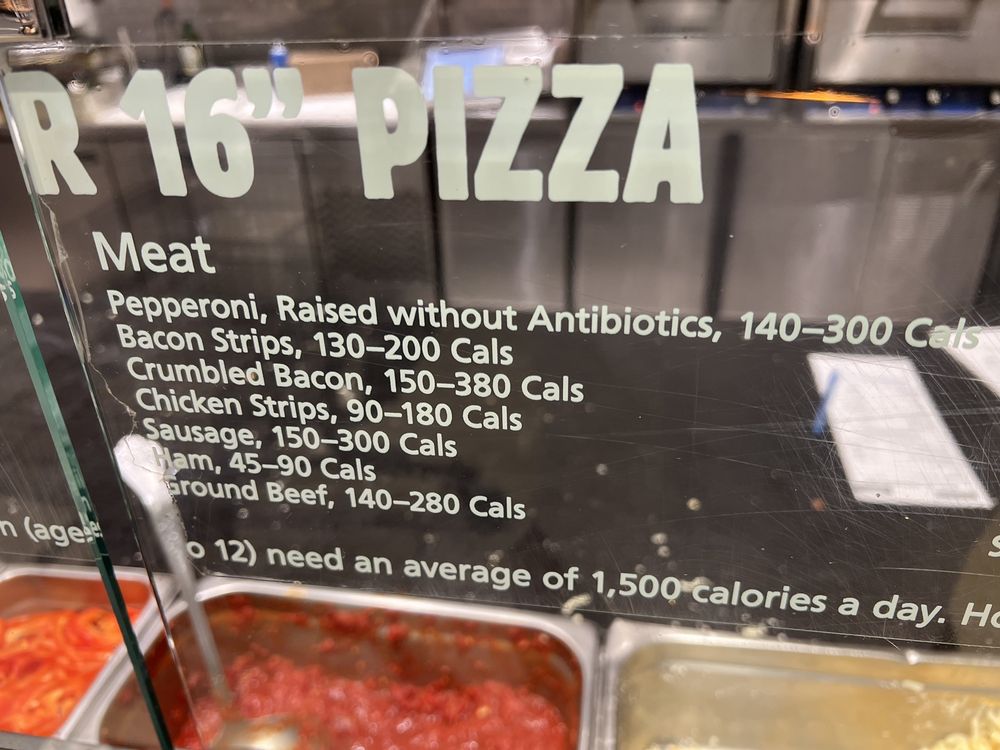 R 16” PIZZA
Meat
Pepperoni, Raised without Antibiotics, 140–300 Cals
Bacon Strips, 130–200 Cals
Crumbled Bacon, 150–380 Cals
Chicken Strips, 90–180 Cals
Sausage, 150–300 Cals
Ham, 45–90 Cals
Ground Beef, 140–280 Cals
n (ages
o 12) need an average of 1,500 calories a day. Ho